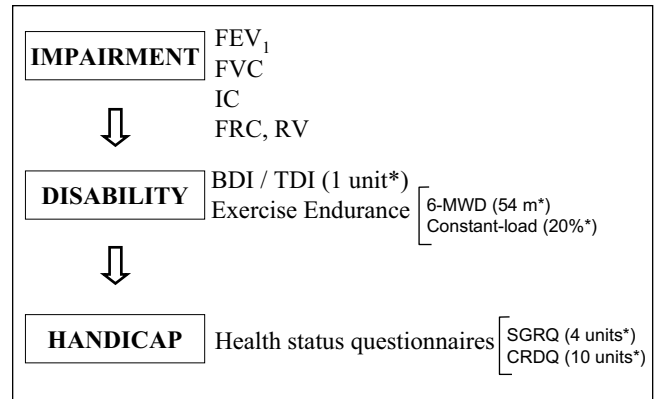 IMPAIRMENT
FEV₁
FVC
IC
FRC, RV
DISABILITY
BDI / TDI (1 unit*)
Exercise Endurance
6-MWD (54 m*)
Constant-load (20%*)
HANDICAP
Health status questionnaires
SGRQ (4 units*)
CRDQ (10 units*)